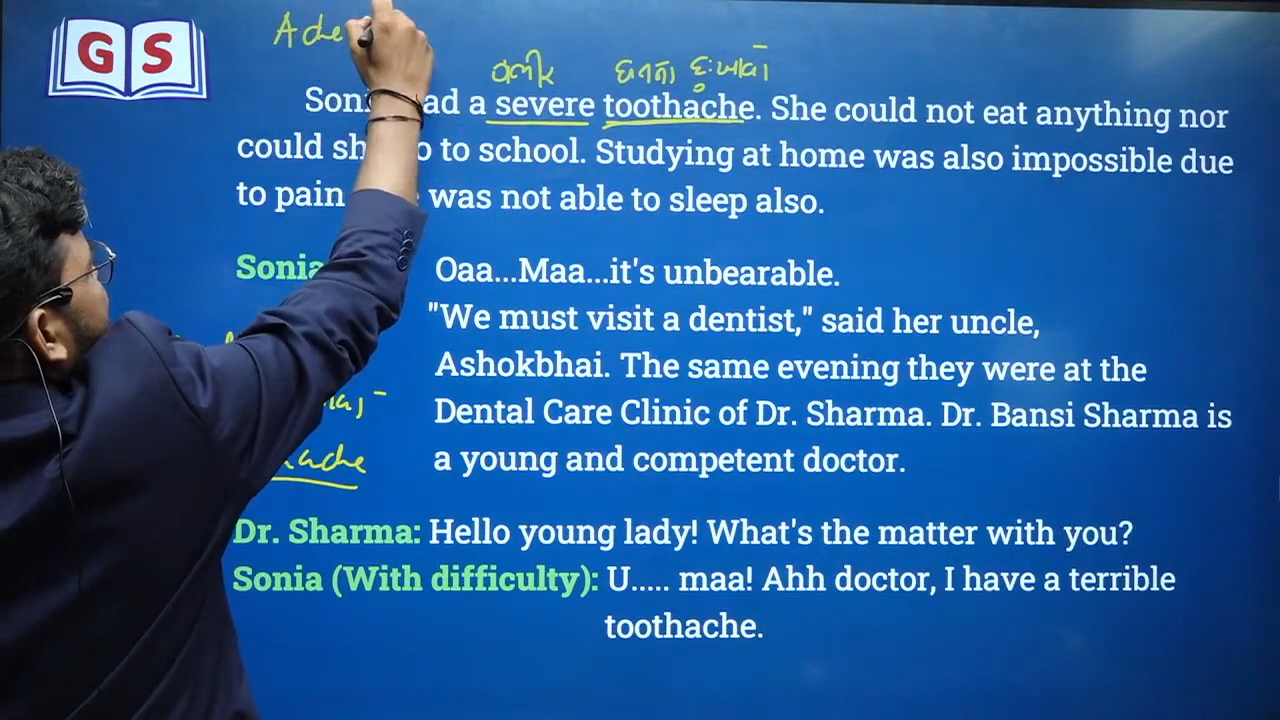 GS
Ache
દાંતનો દુઃખાવો
Soni ad a severe toothache. She could not eat anything nor
could sh o to school. Studying at home was also impossible due
to pain was not able to sleep also.
Sonia Oaa...Maa...it's unbearable.
"We must visit a dentist," said her uncle,
Ashokbhai. The same evening they were at the
Dental Care Clinic of Dr. Sharma. Dr. Bansi Sharma is
ache a young and competent doctor.
Dr. Sharma: Hello young lady! What's the matter with you?
Sonia (With difficulty): U..... maa! Ahh doctor, I have a terrible
toothache.